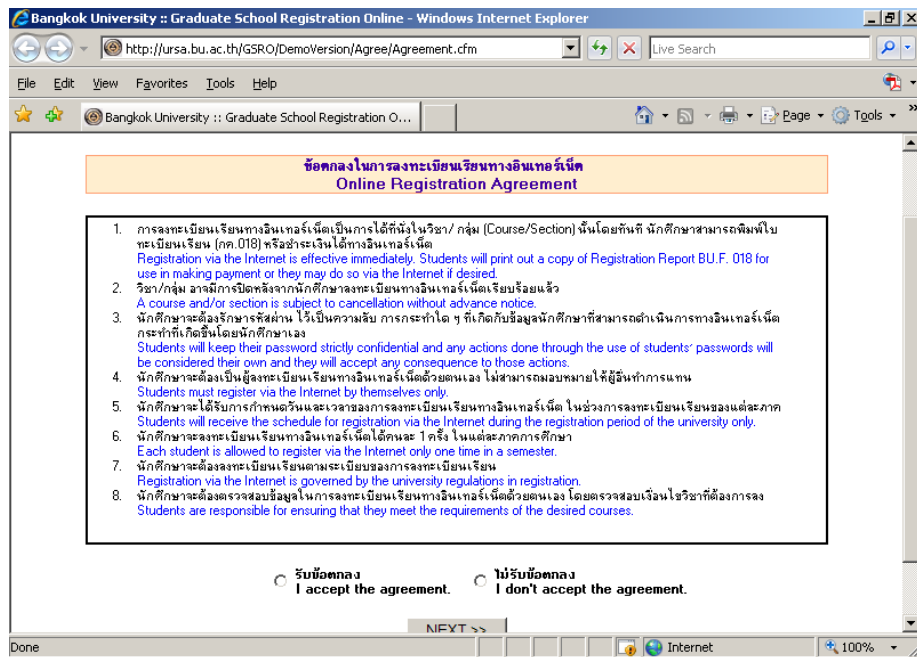 Bangkok University :: Graduate School Registration Online - Windows Internet Explorer
http://ursa.bu.ac.th/GSRO/DemoVersion/Agree/Agreement.cfm
Live Search
File Edit View Favorites Tools Help
Bangkok University :: Graduate School Registration O...
Page Tools
ข้อตกลงในการลงทะเบียนเรียนทางอินเทอร์เน็ต
Online Registration Agreement
1. การลงทะเบียนเรียนทางอินเทอร์เน็ตเป็นการได้ที่นั่งในวิชา/ กลุ่ม (Course/Section) นั้นโดยทันที นักศึกษาสามารถพิมพ์ใบ
ทะเบียนเรียน (กค.018) หรือชำระเงินได้ทางอินเทอร์เน็ต
Registration via the Internet is effective immediately. Students will print out a copy of Registration Report BU.F. 018 for
use in making payment or they may do so via the Internet if desired.
2. วิชา/กลุ่ม อาจมีการปิดหลังจากนักศึกษาลงทะเบียนทางอินเทอร์เน็ตเรียบร้อยแล้ว
A course and/or section is subject to cancellation without advance notice.
3. นักศึกษาจะต้องรักษารหัสผ่าน ไว้เป็นความลับ การกระทำใด ๆ ที่เกิดกับข้อมูลนักศึกษาที่สามารถดำเนินการทางอินเทอร์เน็ต
กระทำที่เกิดขึ้นโดยนักศึกษาเอง
Students will keep their password strictly confidential and any actions done through the use of students' passwords will
be considered their own and they will accept any consequence to those actions.
4. นักศึกษาจะต้องเป็นผู้ลงทะเบียนเรียนทางอินเทอร์เน็ตด้วยตนเอง ไม่สามารถมอบหมายให้ผู้อื่นทำการแทน
Students must register via the Internet by themselves only.
5. นักศึกษาจะได้รับการกำหนดวันและเวลาของการลงทะเบียนเรียนทางอินเทอร์เน็ต ในช่วงการลงทะเบียนเรียนของแต่ละภาค
Students will receive the schedule for registration via the Internet during the registration period of the university only.
6. นักศึกษาจะลงทะเบียนเรียนทางอินเทอร์เน็ตได้คนละ 1 ครั้ง ในแต่ละภาคการศึกษา
Each student is allowed to register via the Internet only one time in a semester.
7. นักศึกษาจะต้องลงทะเบียนเรียนตามระเบียบของการลงทะเบียนเรียน
Registration via the Internet is governed by the university regulations in registration.
8. นักศึกษาจะต้องตรวจสอบข้อมูลในการลงทะเบียนเรียนทางอินเทอร์เน็ตด้วยตนเอง โดยตรวจสอบเงื่อนไขวิชาที่ต้องการลง
Students are responsible for ensuring that they meet the requirements of the desired courses.
รับข้อตกลง ไม่รับข้อตกลง
I accept the agreement. I don't accept the agreement.
NEXT >>
Done Internet 100%